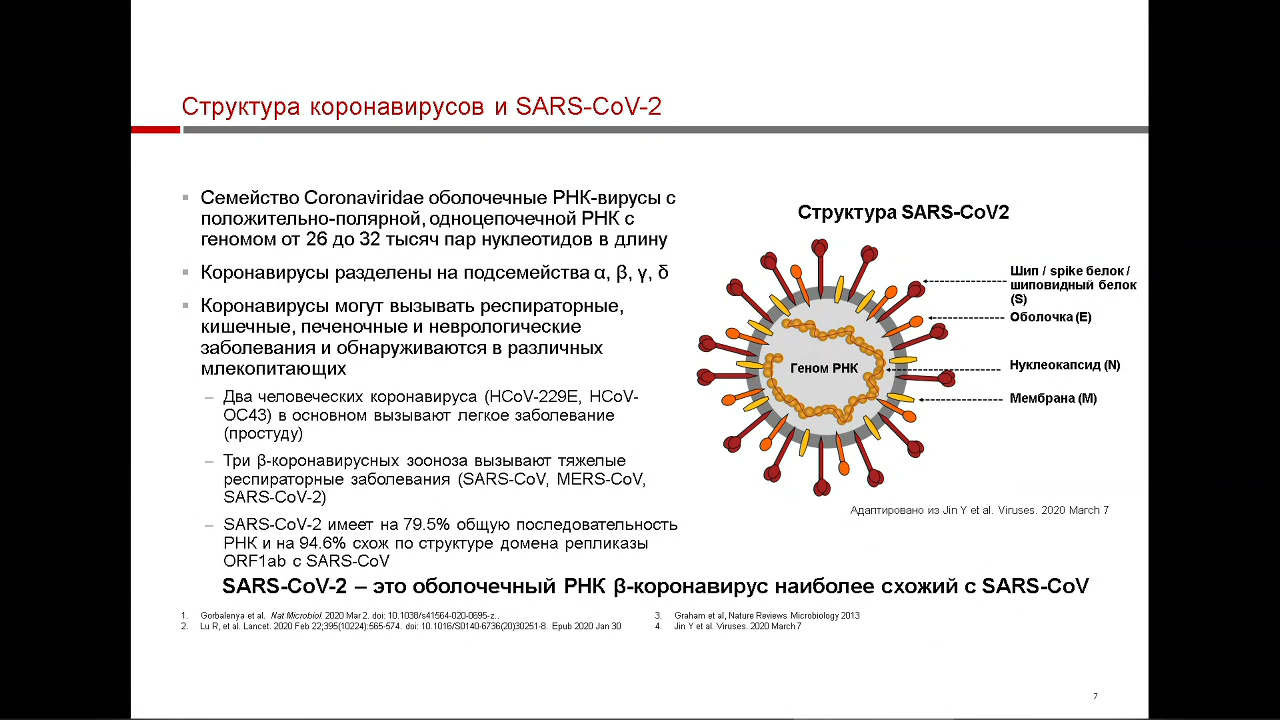 Структура коронавирусов и SARS-CoV-2
Семейство Coronaviridae оболочечные РНК-вирусы с
положительно-полярной, одноцепочечной РНК с
геномом от 26 до 32 тысяч пар нуклеотидов в длину
Коронавирусы разделены на подсемейства α, β, γ, δ
Коронавирусы могут вызывать респираторные,
кишечные, печеночные и неврологические
заболевания и обнаруживаются в различных
млекопитающих
– Два человеческих коронавируса (HCoV-229E, HCoV-
OC43) в основном вызывают легкое заболевание
(простуду)
– Три β-коронавирусных зооноза вызывают тяжелые
респираторные заболевания (SARS-CoV, MERS-CoV,
SARS-CoV-2)
– SARS-CoV-2 имеет на 79.5% общую последовательность
РНК и на 94.6% схож по структуре домена репликазы
ORF1ab с SARS-CoV
Структура SARS-CoV2
Шип / spike белок /
шиповидный белок
(S)
Оболочка (E)
Геном РНК
Нуклеокапсид (N)
Мембрана (M)
Адаптировано из Jin Y et al. Viruses. 2020 March 7
SARS-CoV-2 – это оболочечный РНК β-коронавирус наиболее схожий с SARS-CoV
1. Gorbalenya et al. Nat Microbiol. 2020 Mar 2. doi: 10.1038/s41564-020-0695-z..
2. Lu R, et al. Lancet. 2020 Feb 22;395(10224):565-574. doi: 10.1016/S0140-6736(20)30251-8. Epub 2020 Jan 30
3. Graham et al, Nature Reviews Microbiology 2013
4. Jin Y et al. Viruses. 2020 March 7
7